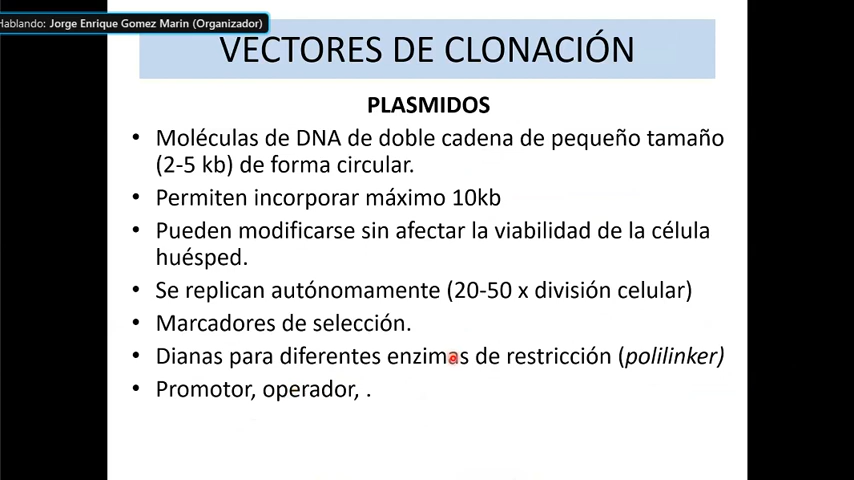 Hablando: Jorge Enrique Gomez Marin (Organizador)
VECTORES DE CLONACIÓN
PLASMIDOS
• Moléculas de DNA de doble cadena de pequeño tamaño
(2-5 kb) de forma circular.
• Permiten incorporar máximo 10kb
• Pueden modificarse sin afectar la viabilidad de la célula
huésped.
• Se replican autónomamente (20-50 x división celular)
• Marcadores de selección.
• Dianas para diferentes enzimas de restricción (polilinker)
• Promotor, operador, .